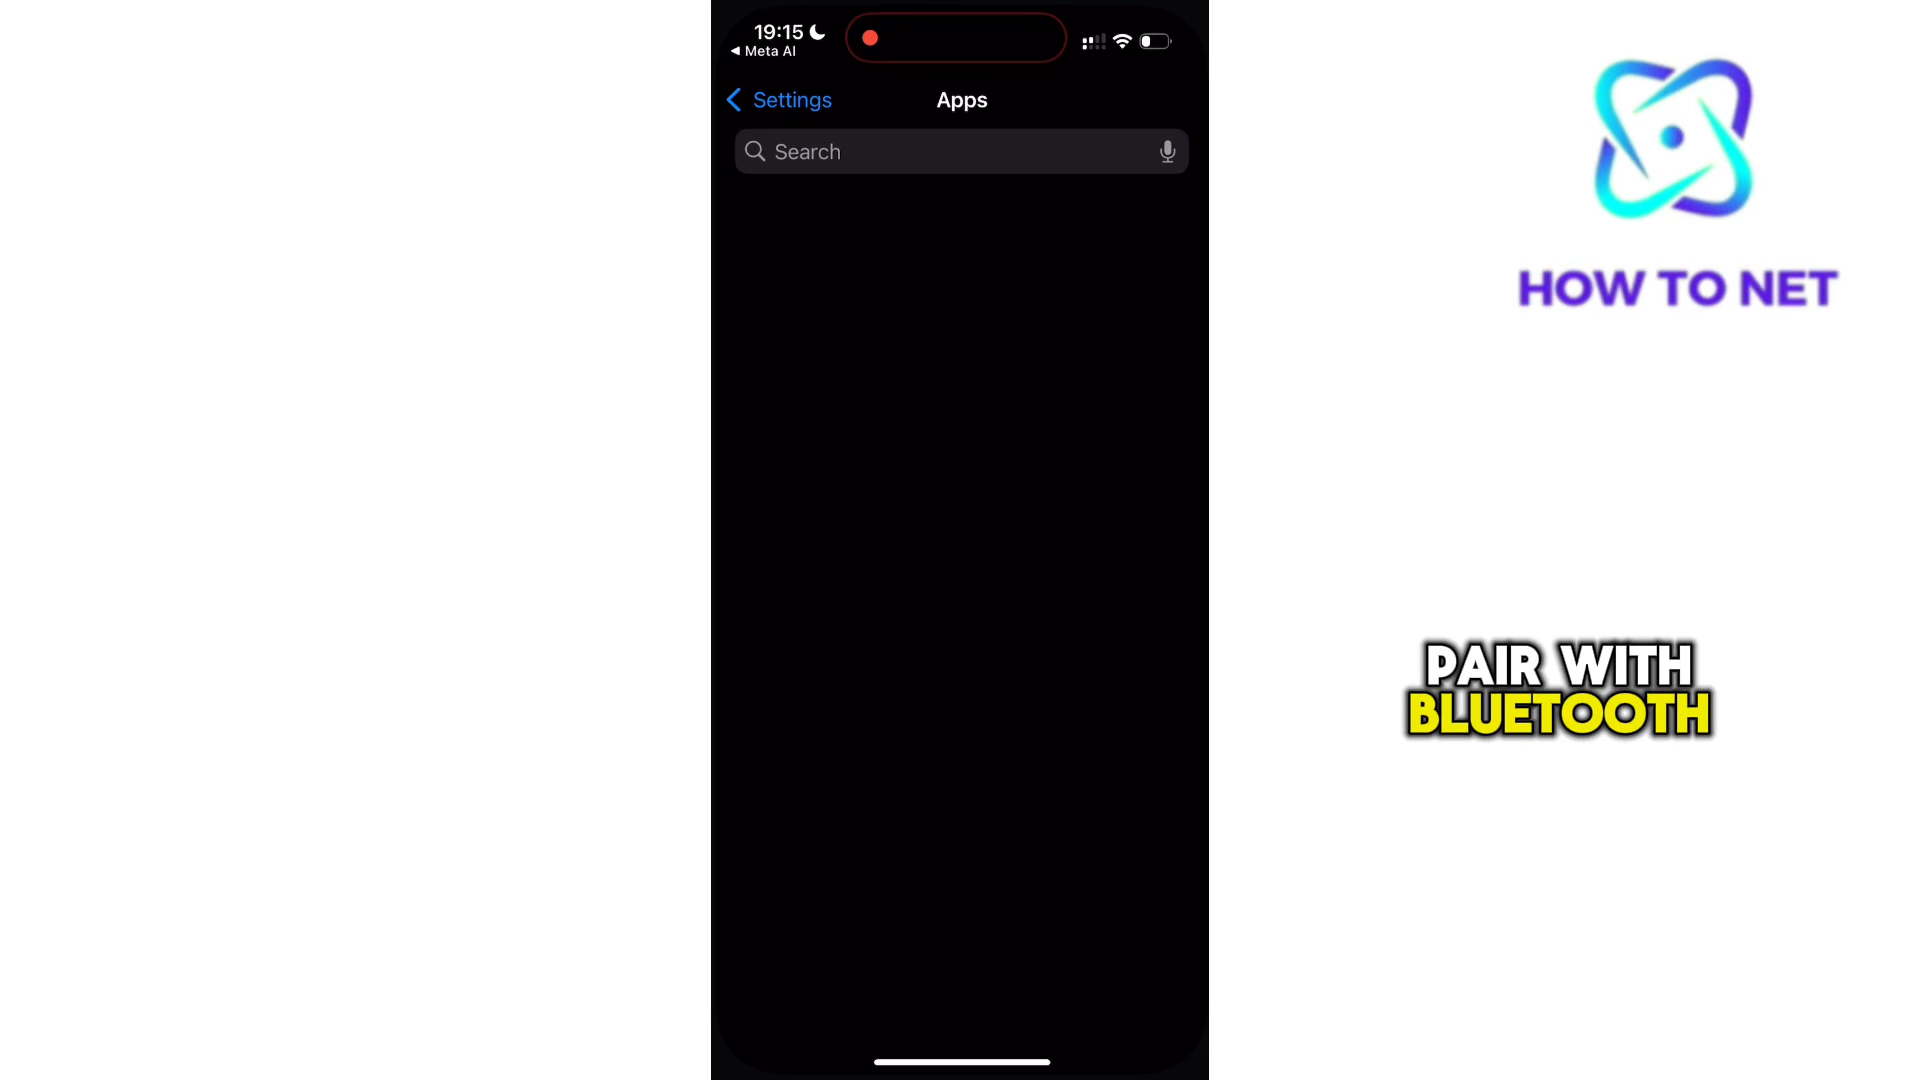 19:15
Meta AI
Settings
Apps
Search
HOW TO NET
PAIR WITH
BLUETOOTH